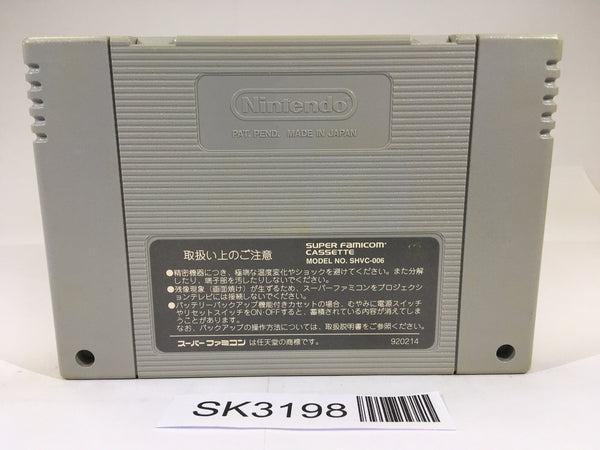 Nintendo
PAT. PEND. MADE IN JAPAN
取扱い上のご注意
SUPER FAMICOM
CASSETTE
MODEL NO. SHVC-006
●精密機器につき、極端な温度変化やショックを避けてください。また分解
したり、端子部を汚したりしないでください。
●残像現象（画面焼け）が生ずるため、スーパーファミコンをプロジェクシ
ョンテレビには接続しないでください。
●バッテリーバックアップ機能付きカセットの場合、むやみに電源スイッチ
やリセットスイッチをON・OFFすると、蓄積されている内容が消えてしま
うことがあります。
なお、バックアップの操作方法については、取扱説明書をご参照ください。
スーパーファミコン は任天堂の商標です。
920214
SK3198